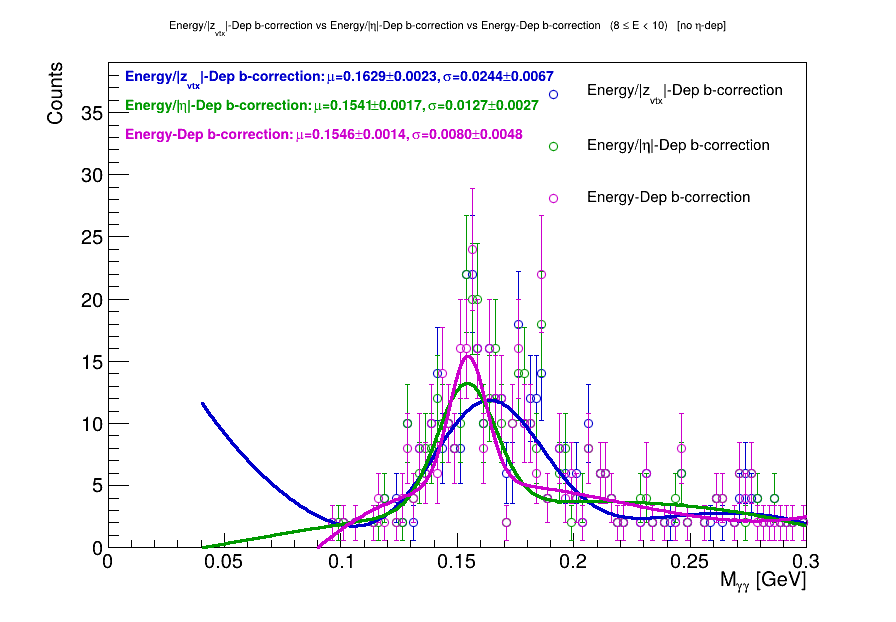 Energy/|z_vtx|-Dep b-correction vs Energy/|η|-Dep b-correction vs Energy-Dep b-correction (8 ≤ E < 10) [no η-dep]
Counts
Energy/|z_vtx|-Dep b-correction: μ=0.1629±0.0023, σ=0.0244±0.0067
Energy/|η|-Dep b-correction: μ=0.1541±0.0017, σ=0.0127±0.0027
Energy-Dep b-correction: μ=0.1546±0.0014, σ=0.0080±0.0048
Energy/|z_vtx|-Dep b-correction
Energy/|η|-Dep b-correction
Energy-Dep b-correction
35
30
25
20
15
10
5
0
0 0.05 0.1 0.15 0.2 0.25 0.3
M_γγ [GeV]